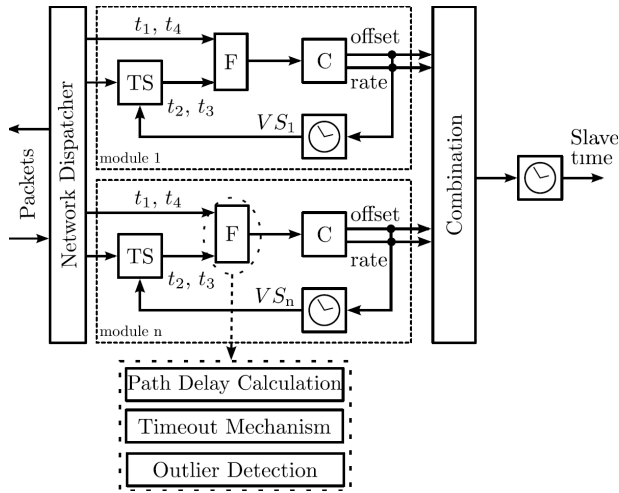 Packets
Network Dispatcher
t1, t4
TS
t2, t3
F
C
offset
rate
VS1
module 1
t1, t4
TS
t2, t3
F
C
offset
rate
VSn
module n
Combination
Slave
time
Path Delay Calculation
Timeout Mechanism
Outlier Detection